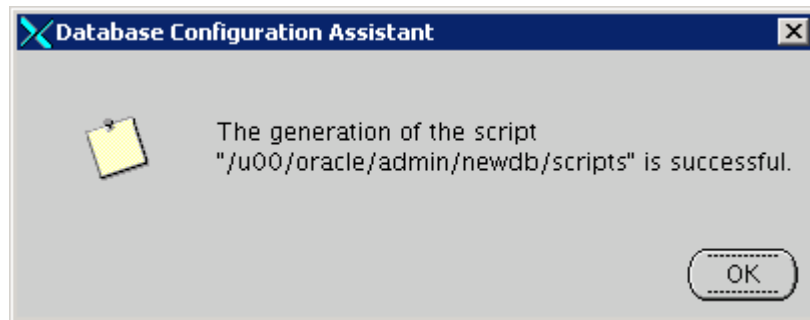 Database Configuration Assistant
The generation of the script
"/u00/oracle/admin/newdb/scripts" is successful.
OK